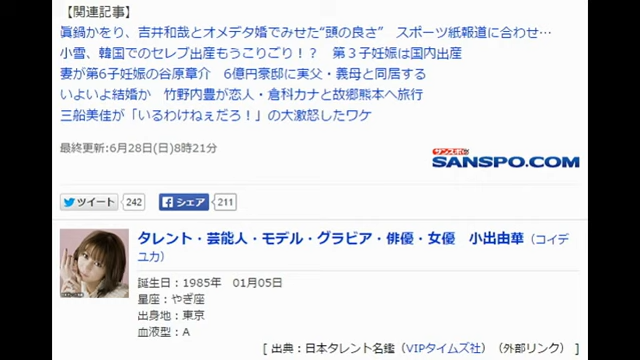 【関連記事】
眞鍋かをり、吉井和哉とオメデタ婚でみせた“頭の良さ” スポーツ紙報道に合わせ…
小雪、韓国でのセレブ出産もうこりごり！？ 第３子妊娠は国内出産
妻が第6子妊娠の谷原章介 6億円豪邸に実父・義母と同居する
いよいよ結婚か 竹野内豊が恋人・倉科カナと故郷熊本へ旅行
三船美佳が「いるわけねぇだろ！」の大激怒したワケ
最終更新:6月28日(日)8時21分
サンスポ
SANSPO.COM
ツイート 242 シェア 211
タレント・芸能人・モデル・グラビア・俳優・女優 小出由華（コイデ
ユカ）
誕生日：1985年 01月05日
星座：やぎ座
出身地：東京
血液型：A
[ 出典：日本タレント名鑑（VIPタイムズ社）（外部リンク） ]